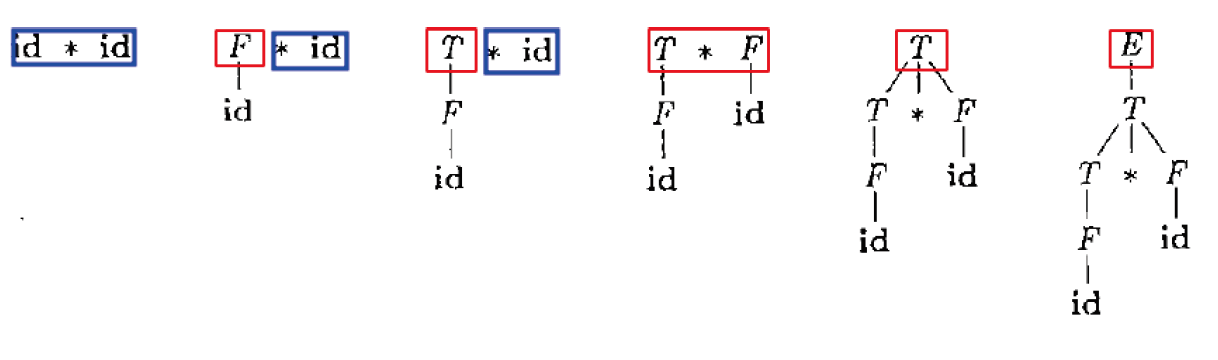 id * id F * id T * id T * F T E
id F F id T * F T
id id F id T * F
id F id
id